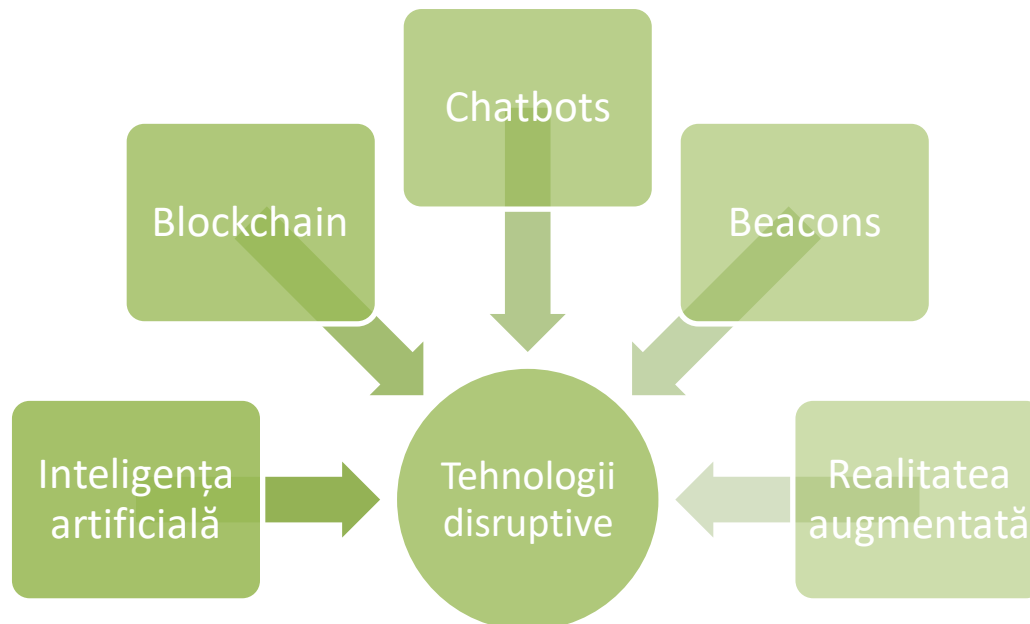 Chatbots
Blockchain
Beacons
Inteligența
artificială
Tehnologii
disruptive
Realitatea
augmentată